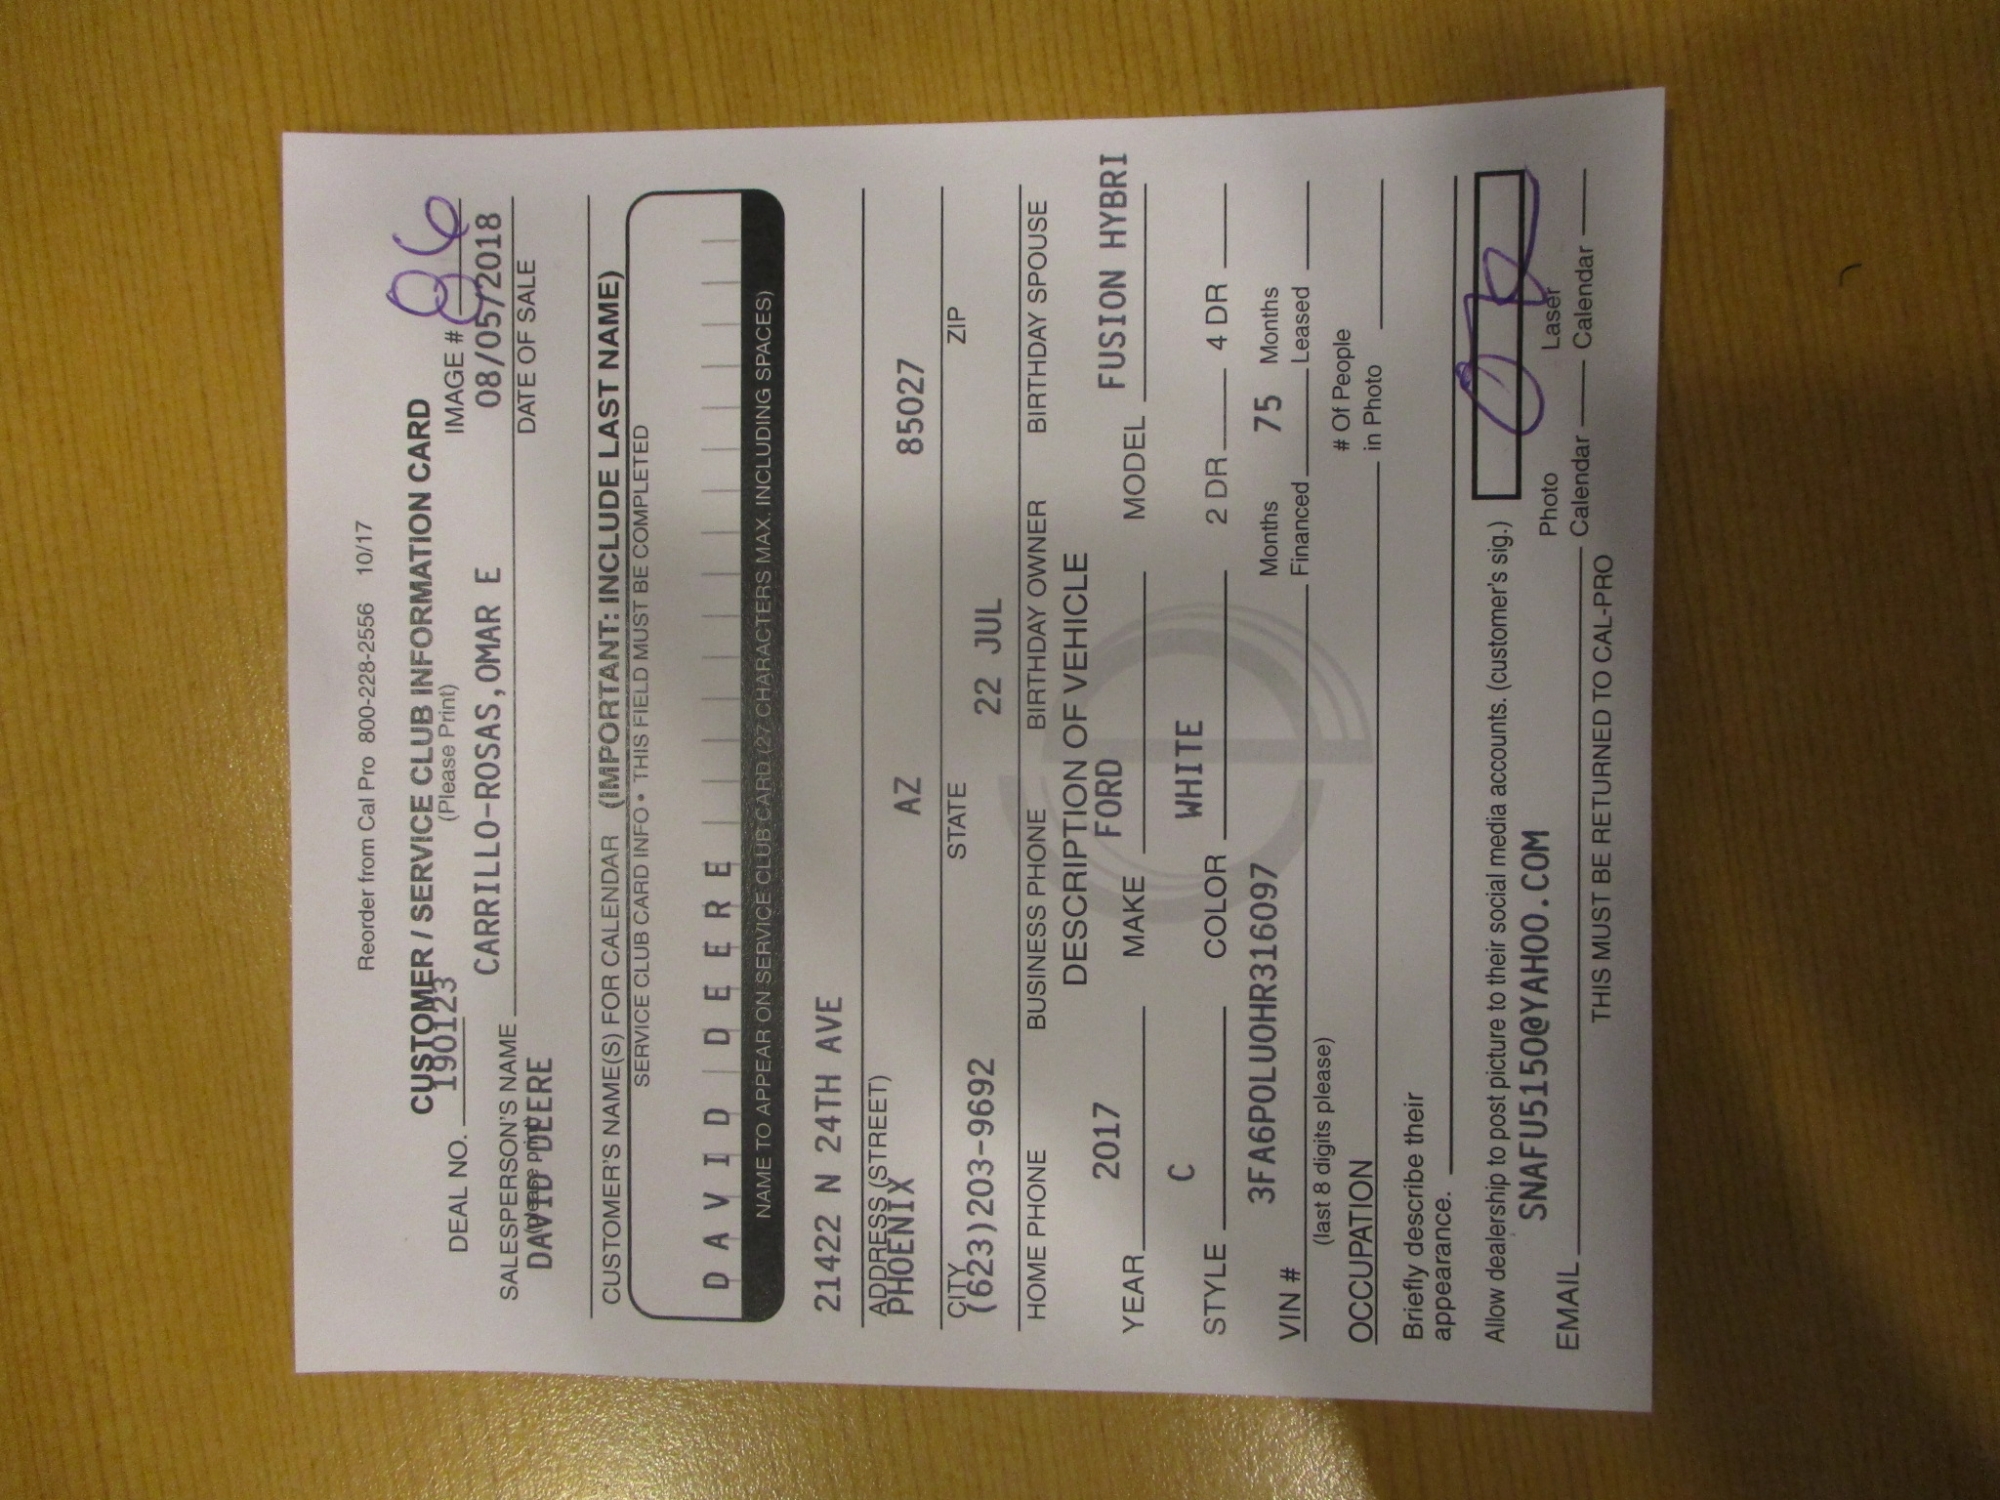 Reorder from Cal Pro 800-228-2556 10/17
CUSTOMER / SERVICE CLUB INFORMATION CARD
(Please Print)
DEAL NO. 190123 IMAGE # 86
CARRILLO-ROSAS,OMAR E 08/05/2018
SALESPERSON'S NAME DATE OF SALE
(please print)
DAVID DEERE
CUSTOMER'S NAME(S) FOR CALENDAR (IMPORTANT: INCLUDE LAST NAME)
SERVICE CLUB CARD INFO • THIS FIELD MUST BE COMPLETED
DAVID DEERE
NAME TO APPEAR ON SERVICE CLUB CARD (27 CHARACTERS MAX. INCLUDING SPACES)
21422 N 24TH AVE
ADDRESS (STREET)
PHOENIX AZ 85027
CITY STATE ZIP
(623)203-9692 22 JUL
HOME PHONE BUSINESS PHONE BIRTHDAY OWNER BIRTHDAY SPOUSE
DESCRIPTION OF VEHICLE
YEAR 2017 MAKE FORD MODEL FUSION HYBRI
STYLE C COLOR WHITE 2 DR 4 DR
VIN # 3FA6P0LU0HR316097 Months Financed 75 Months Leased
(last 8 digits please)
OCCUPATION # Of People in Photo
Briefly describe their
appearance.
Allow dealership to post picture to their social media accounts. (customer's sig.)
SNAFU5150@YAHOO.COM
EMAIL Photo Calendar Laser Calendar
THIS MUST BE RETURNED TO CAL-PRO